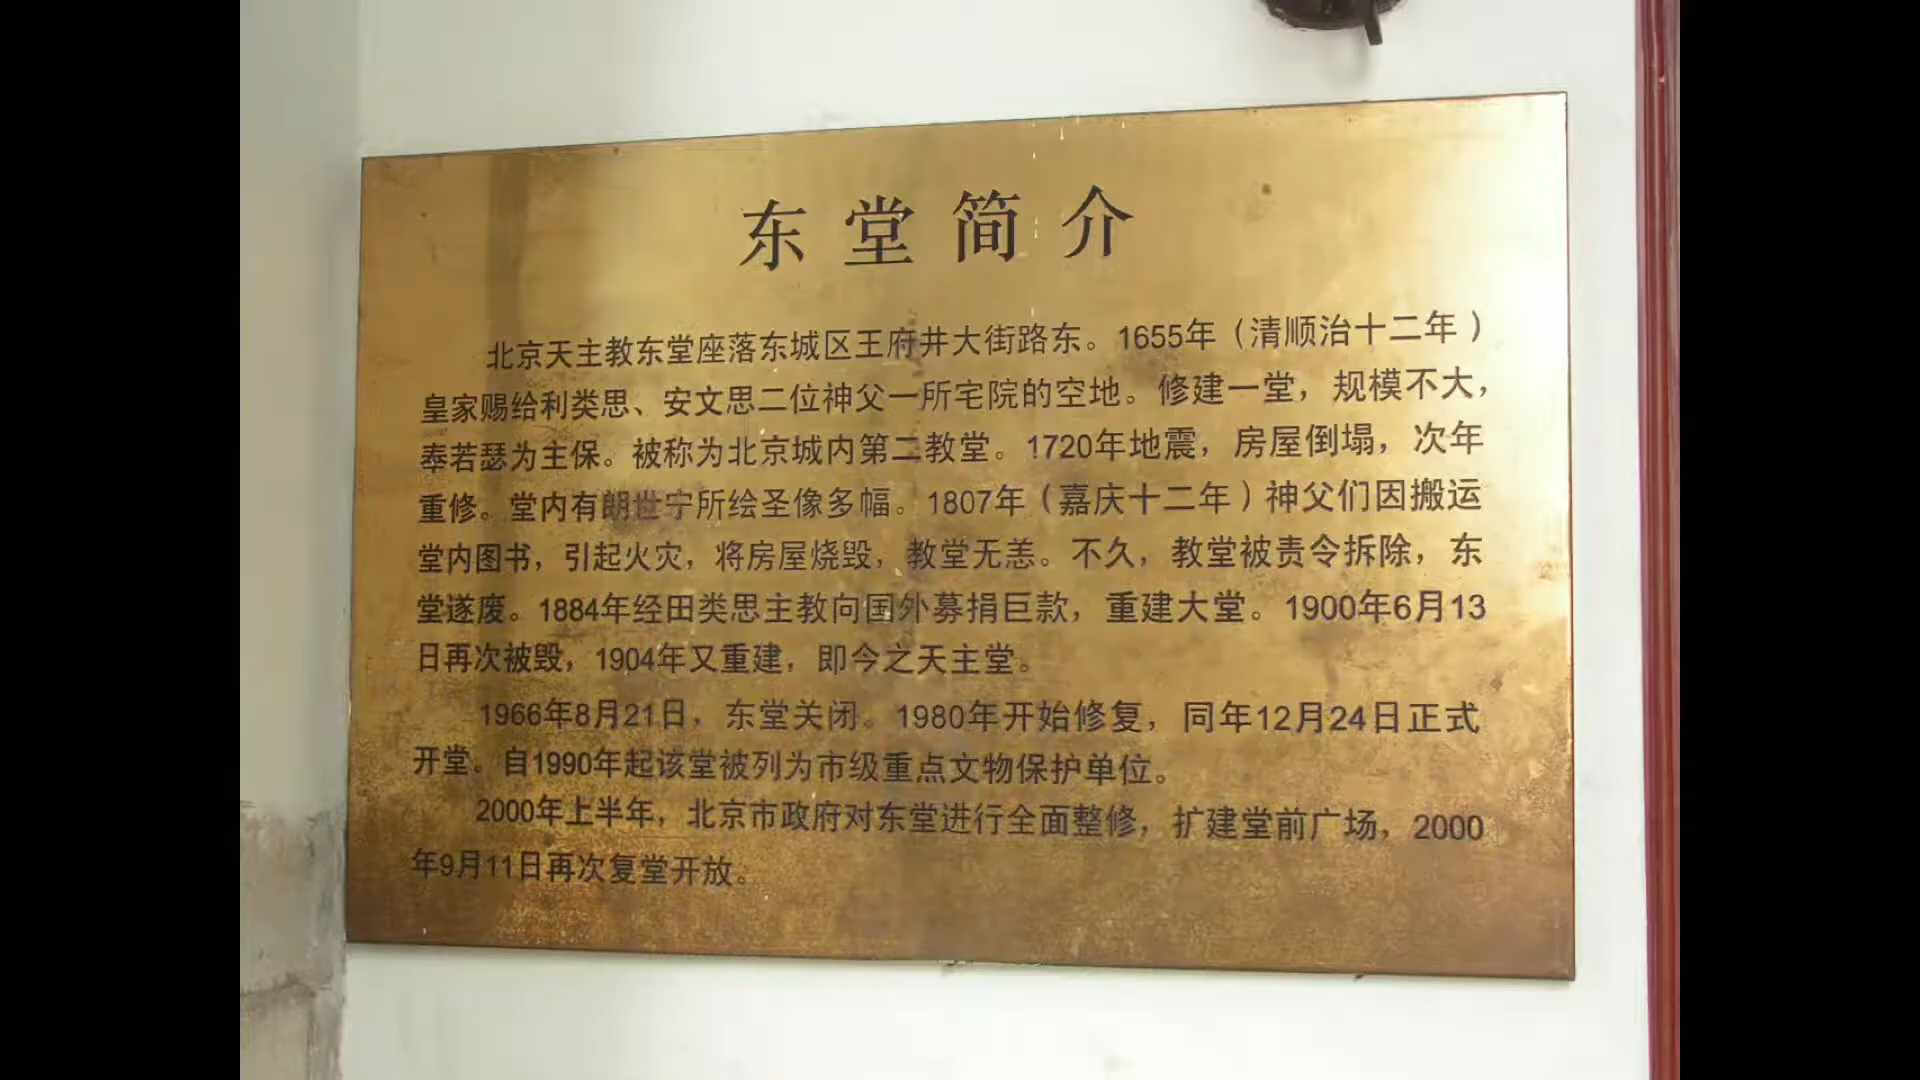 东堂简介
北京天主教东堂座落东城区王府井大街路东。1655年（清顺治十二年）
皇家赐给利类思、安文思二位神父一所宅院的空地。修建一堂，规模不大，
奉若瑟为主保。被称为北京城内第二教堂。1720年地震，房屋倒塌，次年
重修。堂内有朗世宁所绘圣像多幅。1807年（嘉庆十二年）神父们因搬运
堂内图书，引起火灾，将房屋烧毁，教堂无恙。不久，教堂被责令拆除，东
堂遂废。1884年经田类思主教向国外募捐巨款，重建大堂。1900年6月13
日再次被毁，1904年又重建，即今之天主堂。
1966年8月21日，东堂关闭。1980年开始修复，同年12月24日正式
开堂。自1990年起该堂被列为市级重点文物保护单位。
2000年上半年，北京市政府对东堂进行全面整修，扩建堂前广场，2000
年9月11日再次复堂开放。